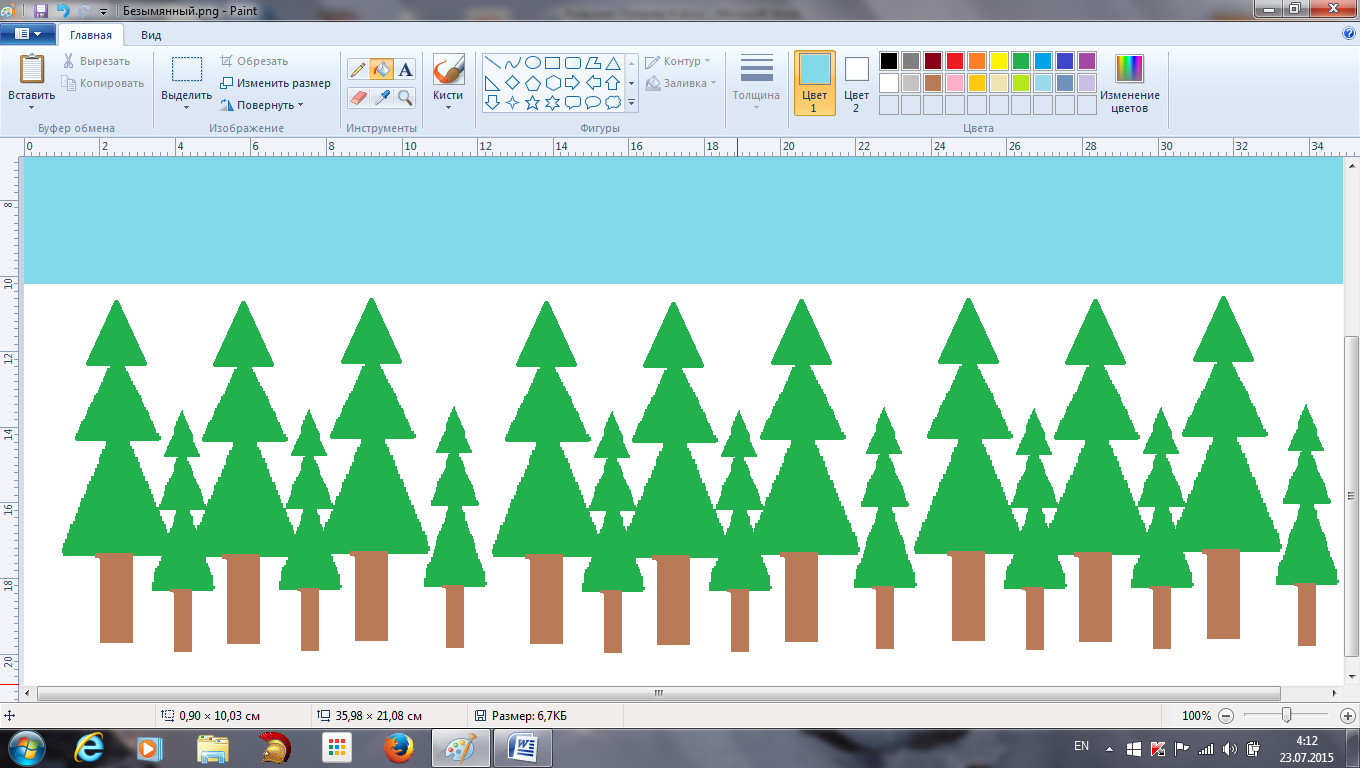 Безымянный.png - Paint
Главная Вид
Вставить
Вырезать
Копировать
Буфер обмена
Выделить
Обрезать
Изменить размер
Повернуть
Изображение
A
Инструменты
Кисти
Контур
Заливка
Фигуры
Толщина
Цвет 1
Цвет 2
Изменение цветов
Цвета
0 2 4 6 8 10 12 14 16 18 20 22 24 26 28 30 32 34
8
10
12
14
16
18
20
0,90 × 10,03 см
35,98 × 21,08 см
Размер: 6,7КБ
100%
EN
4:12
23.07.2015